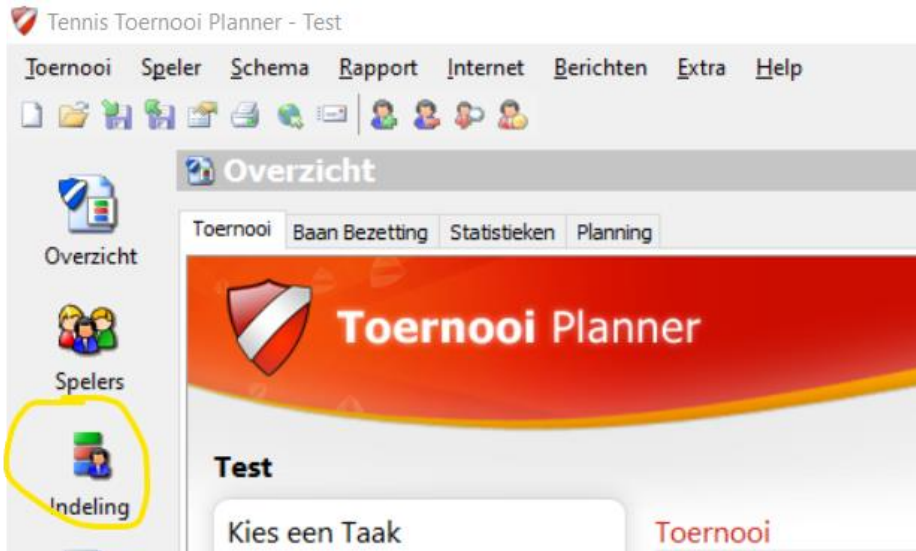 Tennis Toernooi Planner - Test
Toernooi Speler Schema Rapport Internet Berichten Extra Help
Overzicht
Toernooi Baan Bezetting Statistieken Planning
Overzicht
Toernooi Planner
Spelers
Test
Indeling
Kies een Taak Toernooi